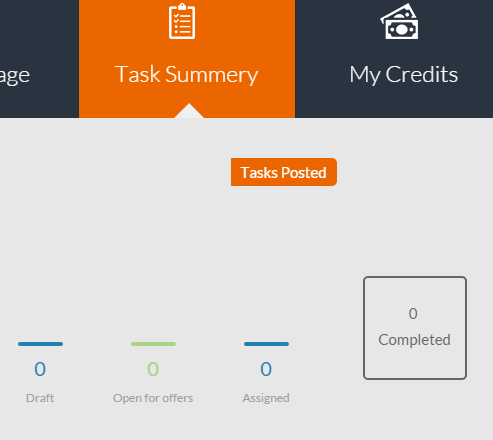 age
Task Summery
My Credits
Tasks Posted
0
Completed
0
Draft
0
Open for offers
0
Assigned